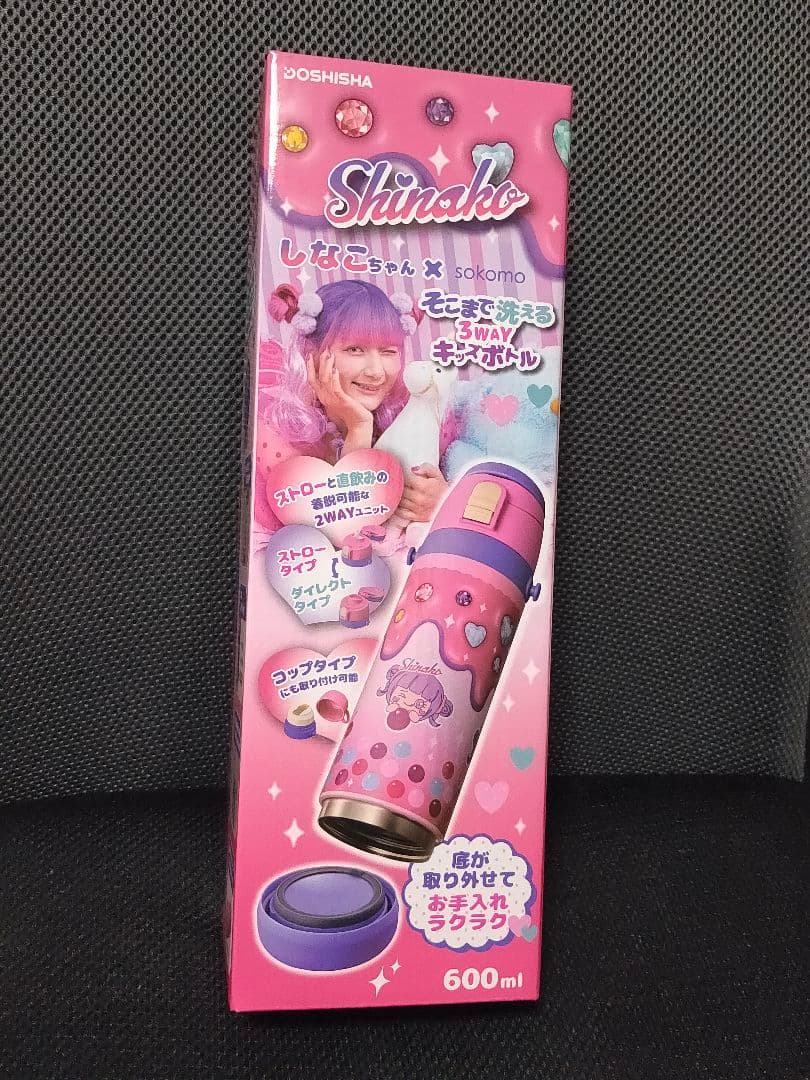 DOSHISHA
Shinako
しなこちゃん × sokomo
そこまで洗える
3WAY
キッズボトル
ストローと直飲みの
着脱可能な
2WAYユニット
ストロー
タイプ
ダイレクト
タイプ
コップタイプ
にも取り付け可能
Shinako
底が
取り外せて
お手入れ
ラクラク
600ml